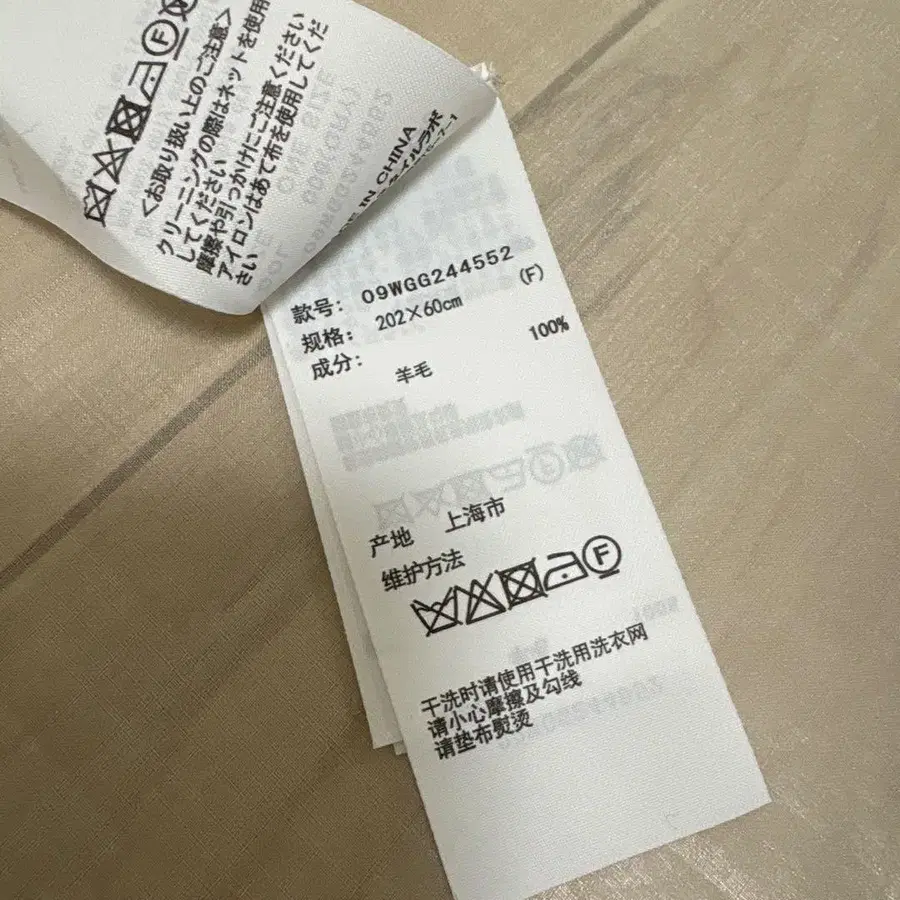 <お取り扱い上のご注意>
クリーニングの際はネットを使用
してください
摩擦や引っかけにご注意ください
アイロンはあて布を使用してくだ
さい
IN CHINA
款号: 09WGG244552
规格: 202×60cm (F)
成分:
羊毛 100%
产地 上海市
维护方法
F
干洗时请使用干洗用洗衣网
请小心摩擦及勾线
请垫布熨烫